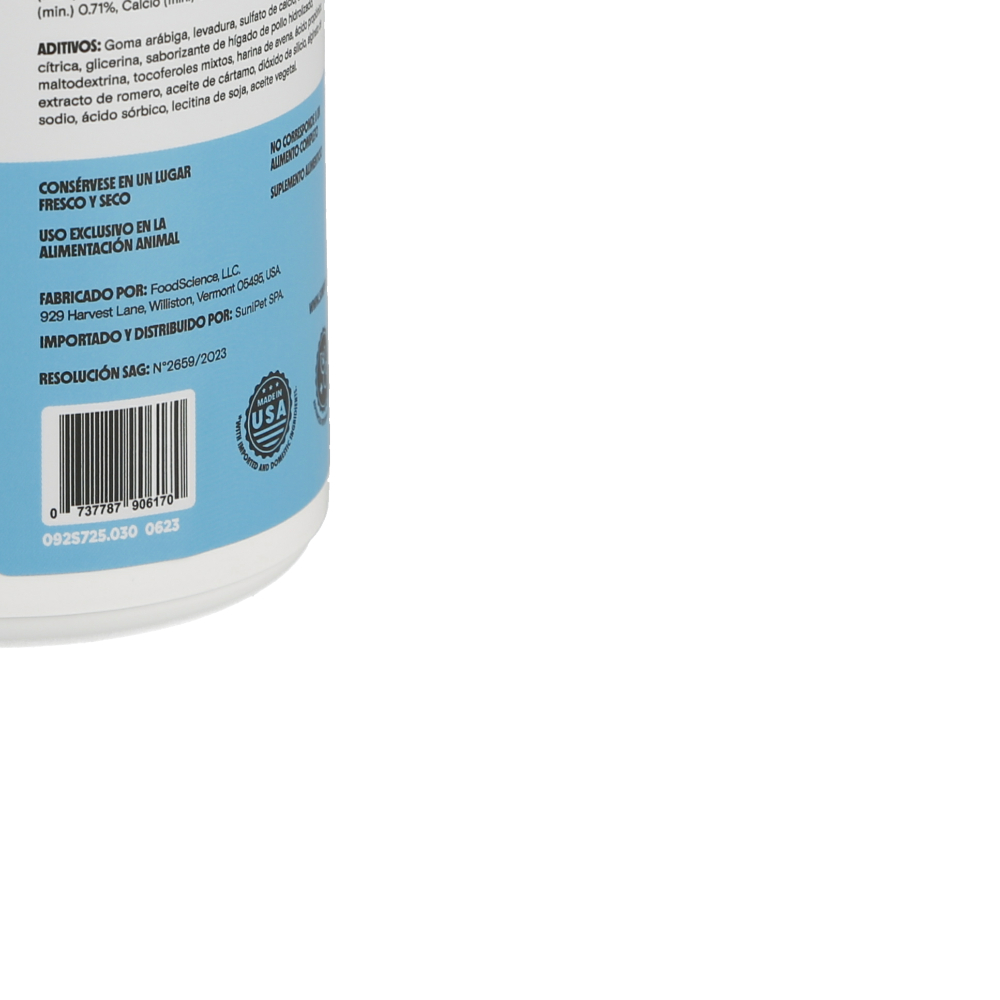 (min.) 0.71%, Calcio (min.
ADITIVOS: Goma arábiga, levadura, sulfato de calcio,
cítrica, glicerina, saborizante de hígado de pollo hidrolizado,
maltodextrina, tocoferoles mixtos, harina de avena, ácido
extracto de romero, aceite de cártamo, dióxido de silicio,
sodio, ácido sórbico, lecitina de soja, aceite vegetal.
NO CORRESPONDE A UN
ALIMENTO COMPLETO
SUPLEMENTO
CONSÉRVESE EN UN LUGAR
FRESCO Y SECO
USO EXCLUSIVO EN LA
ALIMENTACIÓN ANIMAL
FABRICADO POR: FoodScience, LLC.
929 Harvest Lane, Williston, Vermont 05495, USA
IMPORTADO Y DISTRIBUIDO POR: SuniPet SPA.
RESOLUCIÓN SAG: N°2659/2023
MADE IN
USA
*WITH IMPORTED AND DOMESTIC INGREDIENTS.
0 737787 906170
092S725.030 0623